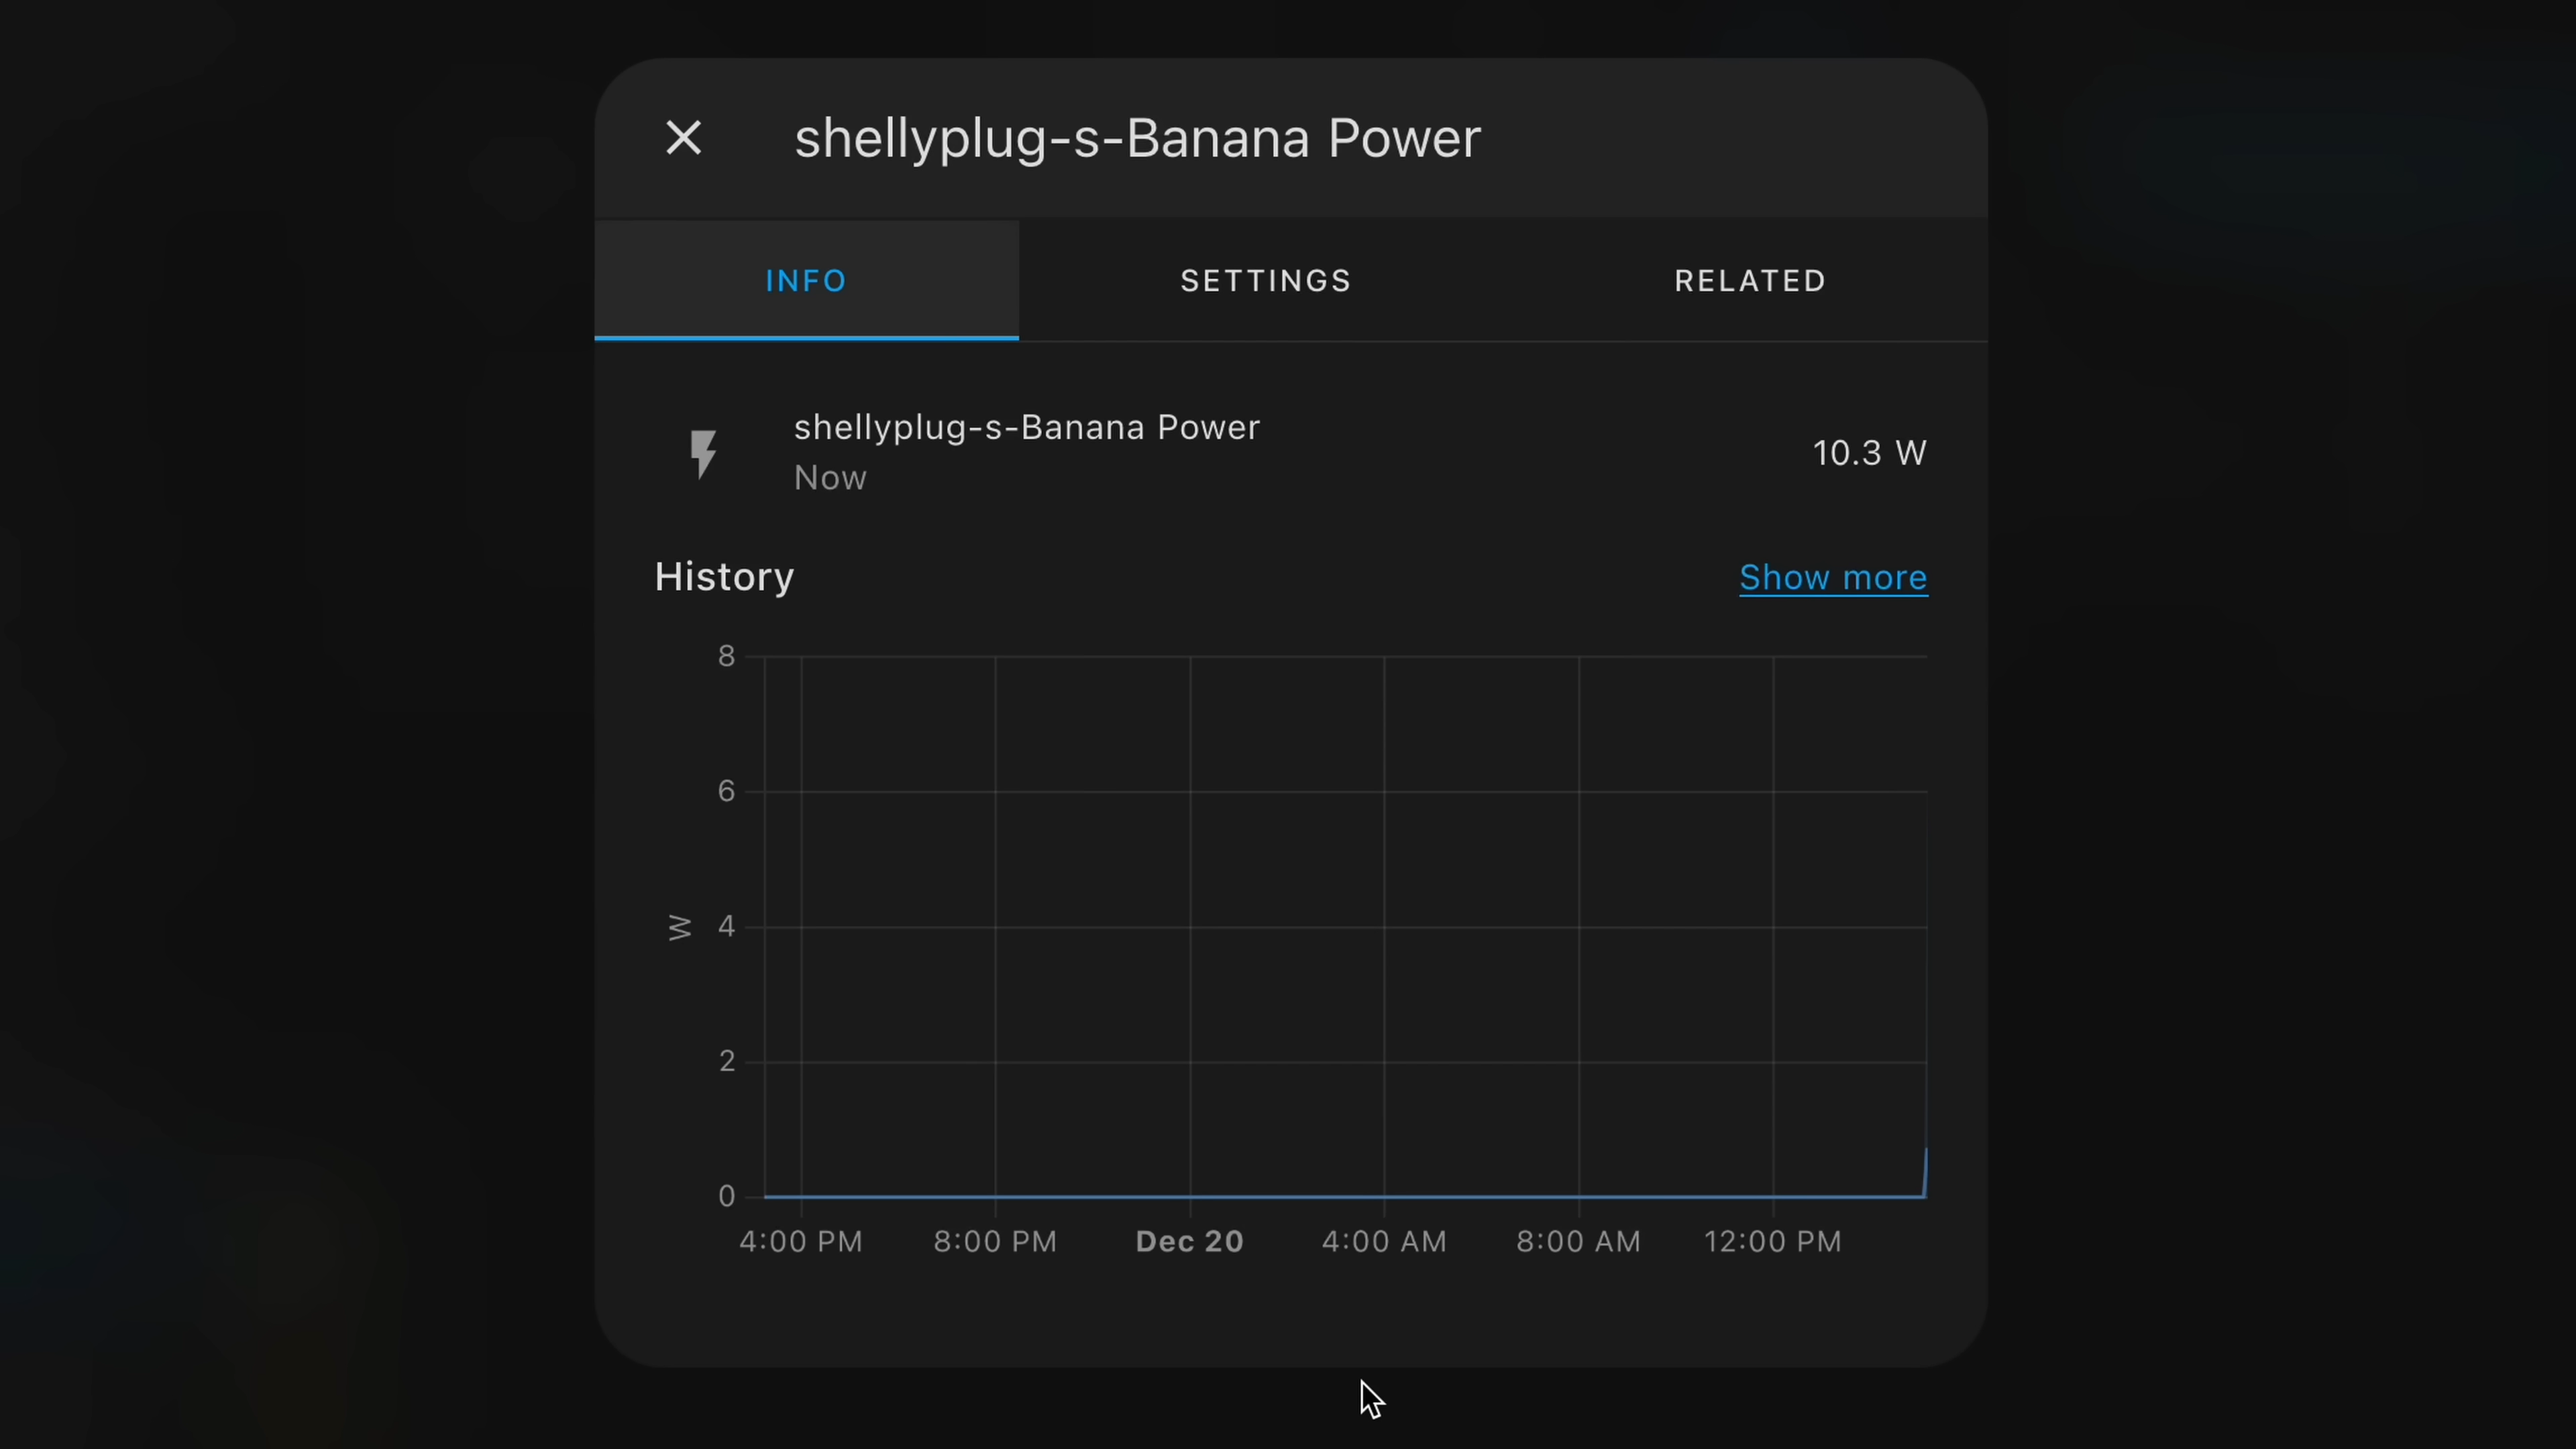 shellyplug-s-Banana Power
INFO
SETTINGS
RELATED
shellyplug-s-Banana Power
Now
10.3 W
History
Show more
8
6
4
2
0
W
4:00 PM
8:00 PM
Dec 20
4:00 AM
8:00 AM
12:00 PM